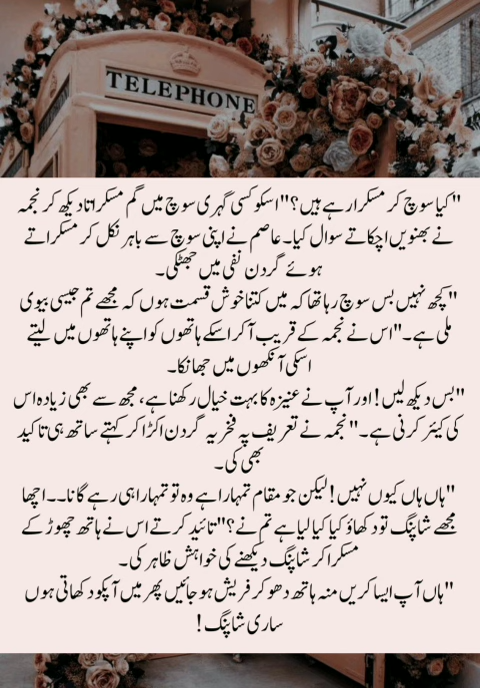 TELEPHONE
"کیا سوچ کر مسکرا رہے ہیں؟" اسکو کسی گہری سوچ میں گم مسکراتا دیکھ کر نجمہ
نے بھنویں اچکاتے سوال کیا۔ عاصم نے اپنی سوچ سے باہر نکل کر مسکراتے
ہوئے گردن نفی میں جھٹکی۔
"کچھ نہیں بس سوچ رہا تھا کہ میں کتنا خوش قسمت ہوں کہ مجھے تم جیسی بیوی
ملی ہے۔" اس نے نجمہ کے قریب آ کر اسکے ہاتھوں کو اپنے ہاتھوں میں لیتے
اسکی آنکھوں میں جھانکا۔
"بس دیکھ لیں! اور آپ نے عنیزہ کا بہت خیال رکھنا ہے، مجھ سے بھی زیادہ اس
کی کیئر کرنی ہے۔" نجمہ نے تعریف پہ فخریہ گردن اکڑا کر کہتے ساتھ ہی تاکید
بھی کی۔
"ہاں ہاں کیوں نہیں! لیکن جو مقام تمہارا ہے وہ تو تمہارا ہی رہے گا نا۔۔ اچھا
مجھے شاپنگ تو دکھاؤ کیا کیا لیا ہے تم نے؟" تائید کرتے اس نے ہاتھ چھوڑ کے
مسکرا کر شاپنگ دیکھنے کی خواہش ظاہر کی۔
"ہاں آپ ایسا کریں منہ ہاتھ دھو کر فریش ہو جائیں پھر میں آپکو دکھاتی ہوں
ساری شاپنگ!